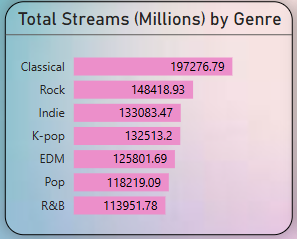 Total Streams (Millions) by Genre
Classical 197276.79
Rock 148418.93
Indie 133083.47
K-pop 132513.2
EDM 125801.69
Pop 118219.09
R&B 113951.78